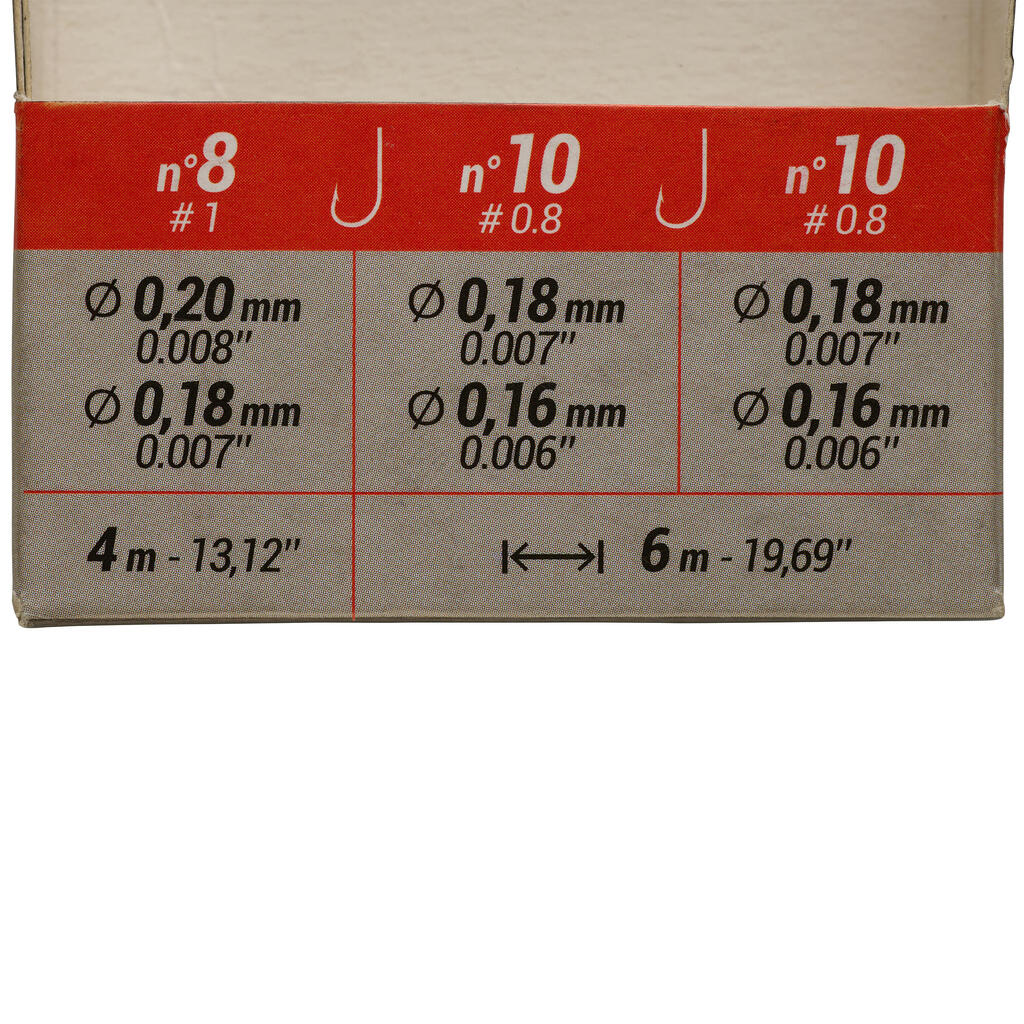 n°8 n°10 n°10
# 1 # 0.8 # 0.8
Ø 0,20 mm Ø 0,18 mm Ø 0,18 mm
0.008" 0.007" 0.007"
Ø 0,18 mm Ø 0,16 mm Ø 0,16 mm
0.007" 0.006" 0.006"
4 m - 13,12" 6 m - 19,69"